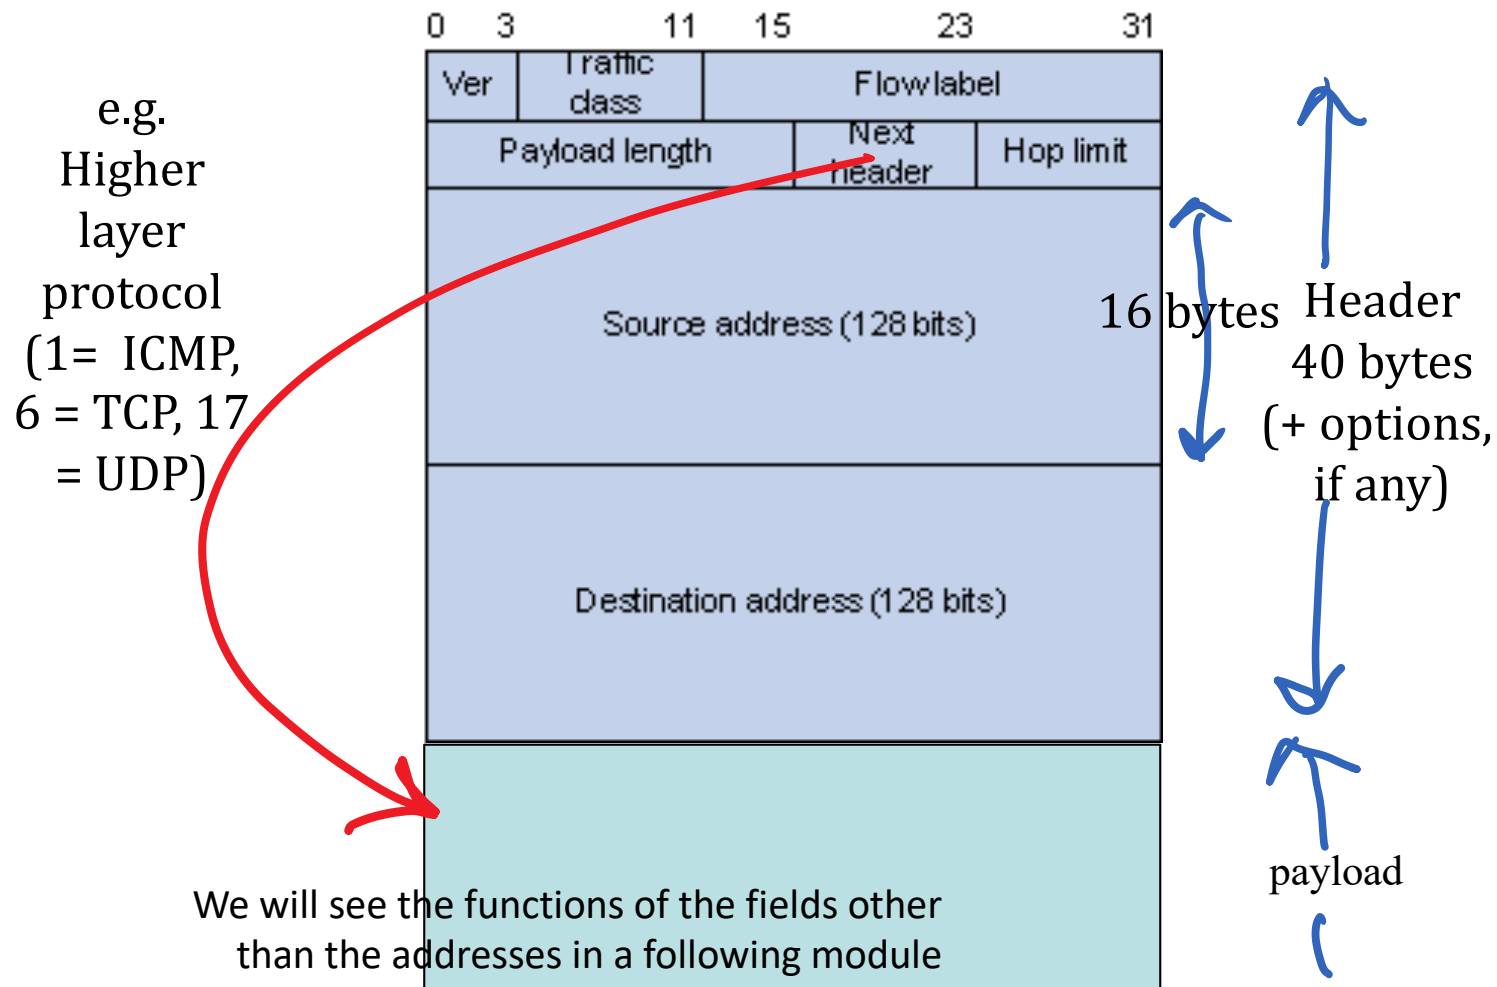 0 3 11 15 23 31
Ver
Traffic
class
Flow label
Payload length
Next
header
Hop limit
Source address (128 bits)
Destination address (128 bits)
e.g.
Higher
layer
protocol
(1= ICMP,
6 = TCP, 17
= UDP)
16 bytes
Header
40 bytes
(+ options,
if any)
payload
We will see the functions of the fields other
than the addresses in a following module